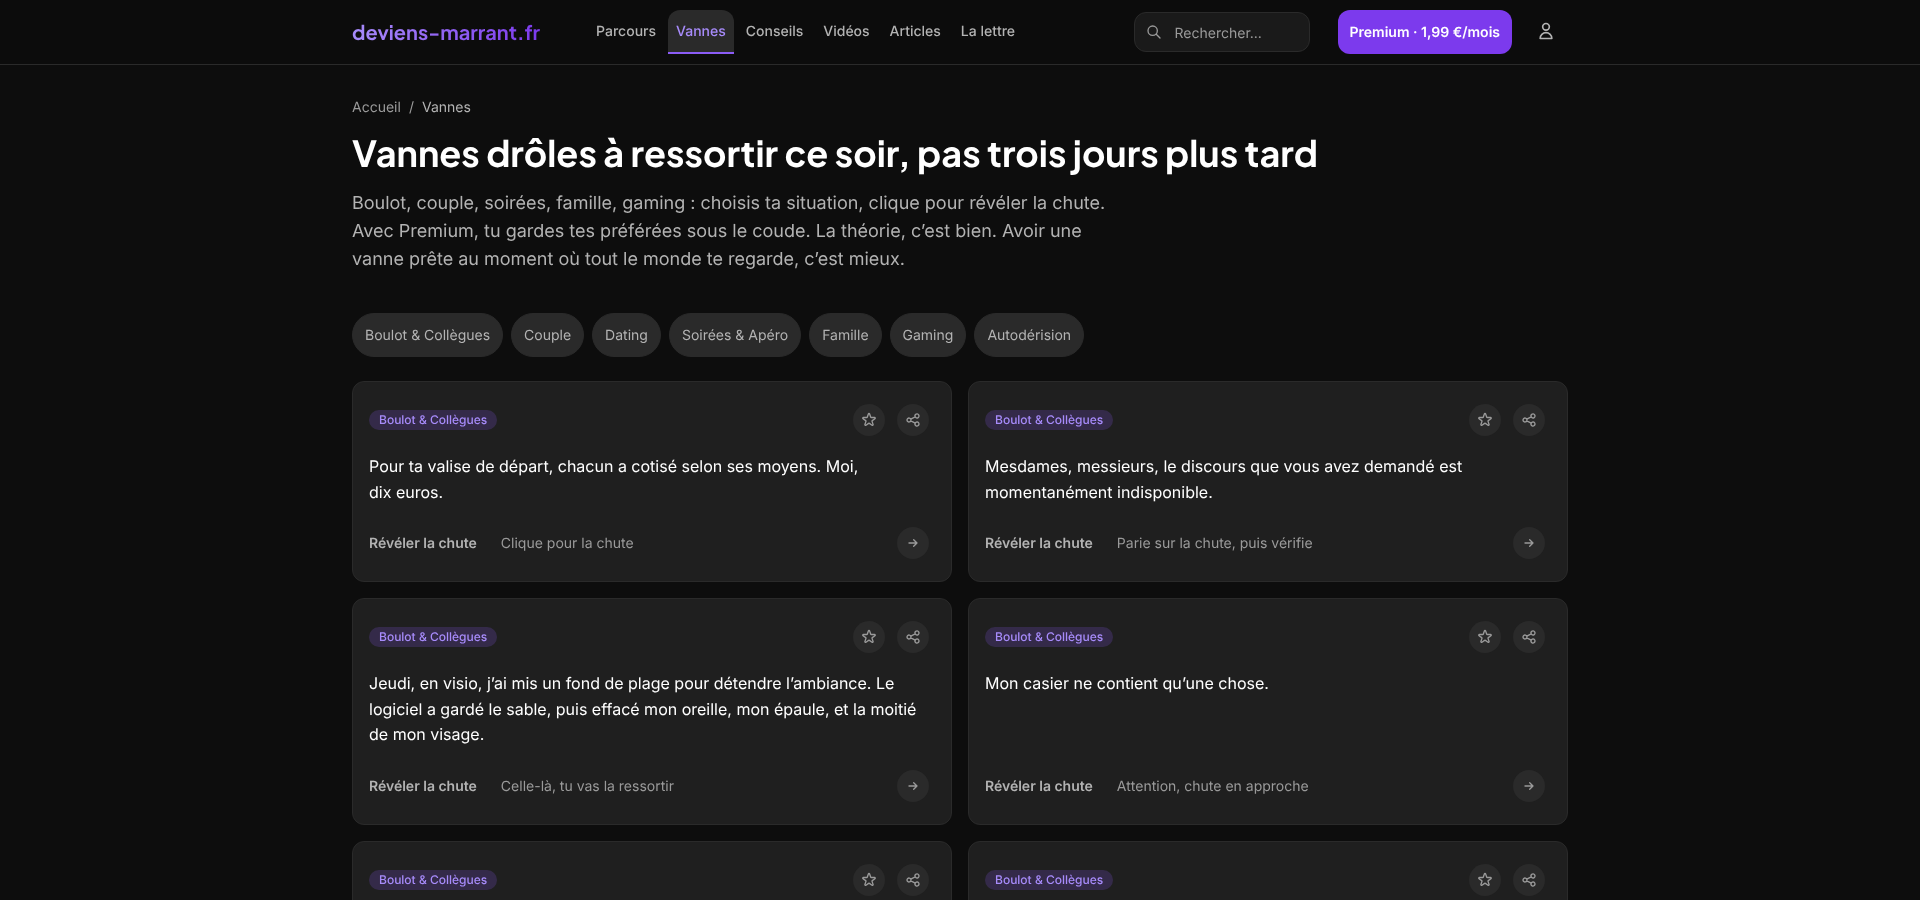 deviens-marrant.fr
Parcours
Vannes
Conseils
Vidéos
Articles
La lettre
Rechercher...
Premium · 1,99 €/mois
Accueil / Vannes
Vannes drôles à ressortir ce soir, pas trois jours plus tard
Boulot, couple, soirées, famille, gaming : choisis ta situation, clique pour révéler la chute.
Avec Premium, tu gardes tes préférées sous le coude. La théorie, c’est bien. Avoir une
vanne prête au moment où tout le monde te regarde, c’est mieux.
Boulot & Collègues
Couple
Dating
Soirées & Apéro
Famille
Gaming
Autodérision
Boulot & Collègues
Pour ta valise de départ, chacun a cotisé selon ses moyens. Moi,
dix euros.
Révéler la chute
Clique pour la chute
Boulot & Collègues
Mesdames, messieurs, le discours que vous avez demandé est
momentanément indisponible.
Révéler la chute
Parie sur la chute, puis vérifie
Boulot & Collègues
Jeudi, en visio, j’ai mis un fond de plage pour détendre l’ambiance. Le
logiciel a gardé le sable, puis effacé mon oreille, mon épaule, et la moitié
de mon visage.
Révéler la chute
Celle-là, tu vas la ressortir
Boulot & Collègues
Mon casier ne contient qu’une chose.
Révéler la chute
Attention, chute en approche
Boulot & Collègues
Boulot & Collègues